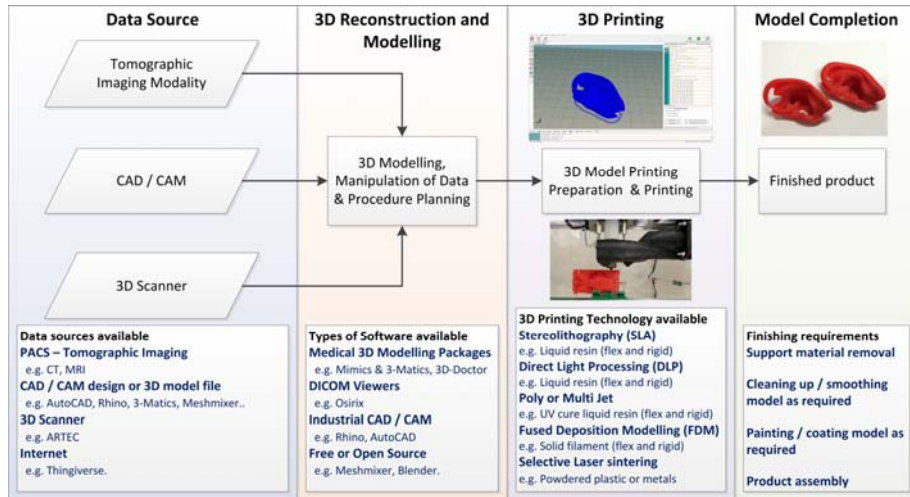 Data Source
3D Reconstruction and
Modelling
3D Printing
Model Completion
Tomographic
Imaging Modality
CAD / CAM
3D Scanner
3D Modelling,
Manipulation of Data
& Procedure Planning
3D Model Printing
Preparation & Printing
Finished product
Data sources available
PACS – Tomographic Imaging
e.g. CT, MRI
CAD / CAM design or 3D model file
e.g. AutoCAD, Rhino, 3-Matics, Meshmixer..
3D Scanner
e.g. ARTEC
Internet
e.g. Thingiverse.
Types of Software available
Medical 3D Modelling Packages
e.g. Mimics & 3-Matics, 3D-Doctor
DICOM Viewers
e.g. Osirix
Industrial CAD / CAM
e.g. Rhino, AutoCAD
Free or Open Source
e.g. Meshmixer, Blender.
3D Printing Technology available
Stereolithography (SLA)
e.g. Liquid resin (flex and rigid)
Direct Light Processing (DLP)
e.g. Liquid resin (flex and rigid)
Poly or Multi Jet
e.g. UV cure liquid resin (flex and rigid)
Fused Deposition Modelling (FDM)
e.g. Solid filament (flex and rigid)
Selective Laser sintering
e.g. Powdered plastic or metals
Finishing requirements
Support material removal
Cleaning up / smoothing
model as required
Painting / coating model as
required
Product assembly